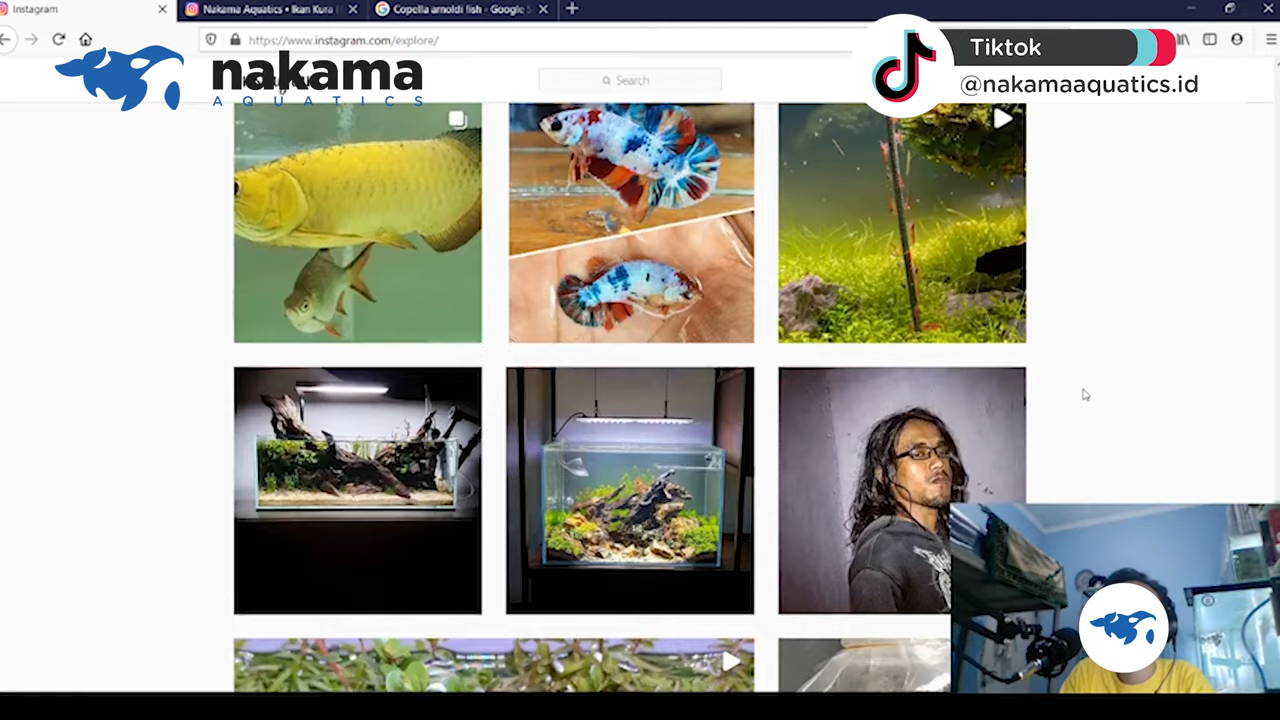 Instagram
Nakama Aquatics • Ikan Kura (
Copella arnoldi fish - Google S
https://www.instagram.com/explore/
Search
nakama
AQUATICS
Tiktok
@nakamaaquatics.id